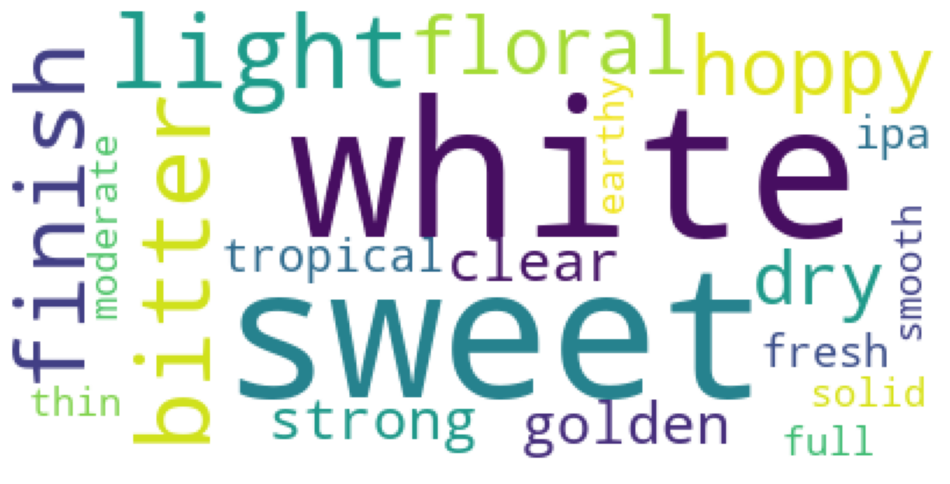 light
floral
hoppy
finish
moderate
bitter
white
earthy
ipa
tropical
clear
dry
smooth
sweet
fresh
thin
strong
golden
solid
full